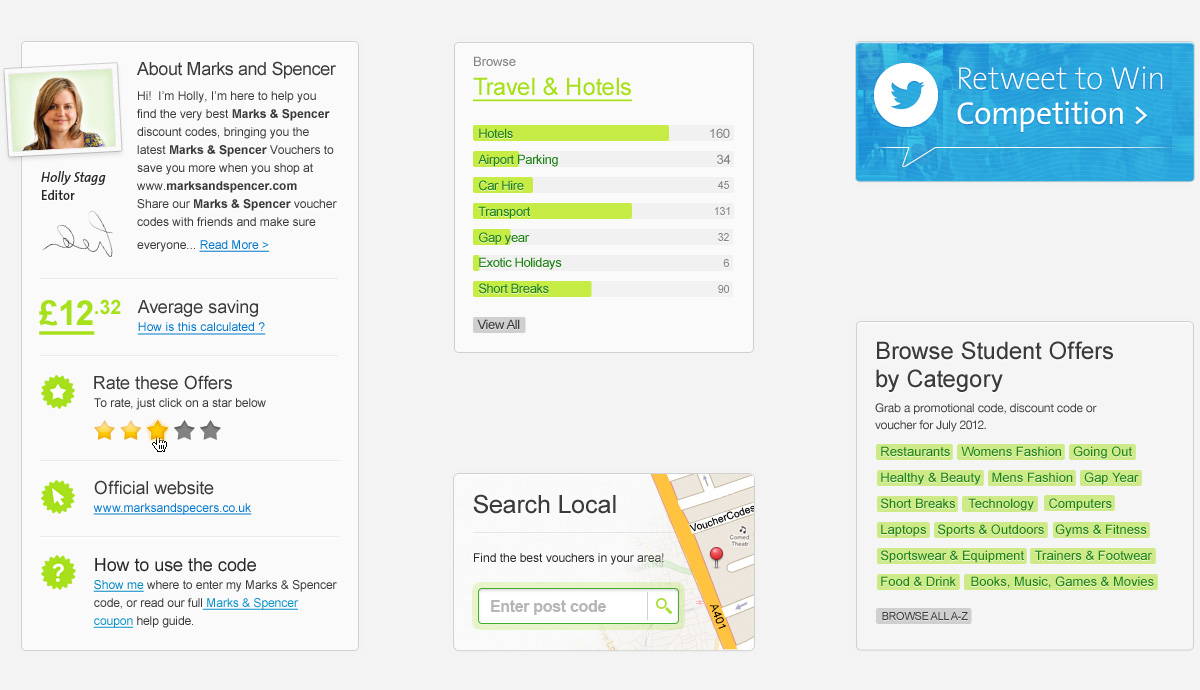 About Marks and Spencer
Hi! I'm Holly, I'm here to help you
find the very best Marks & Spencer
discount codes, bringing you the
latest Marks & Spencer Vouchers to
save you more when you shop at
www.marksandspencer.com
Share our Marks & Spencer voucher
codes with friends and make sure
everyone... Read More >
Holly Stagg
Editor
£12.32
Average saving
How is this calculated ?
Rate these Offers
To rate, just click on a star below
Official website
www.marksandspecers.co.uk
?
How to use the code
Show me where to enter my Marks & Spencer
code, or read our full Marks & Spencer
coupon help guide.
Browse
Travel & Hotels
Hotels 160
Airport Parking 34
Car Hire 45
Transport 131
Gap year 32
Exotic Holidays 6
Short Breaks 90
View All
Search Local
Find the best vouchers in your area!
Enter post code
VoucherCodes
Comed
Theatr
A401
Retweet to Win
Competition >
Browse Student Offers
by Category
Grab a promotional code, discount code or
voucher for July 2012.
Restaurants Womens Fashion Going Out
Healthy & Beauty Mens Fashion Gap Year
Short Breaks Technology Computers
Laptops Sports & Outdoors Gyms & Fitness
Sportswear & Equipment Trainers & Footwear
Food & Drink Books, Music, Games & Movies
BROWSE ALL A-Z